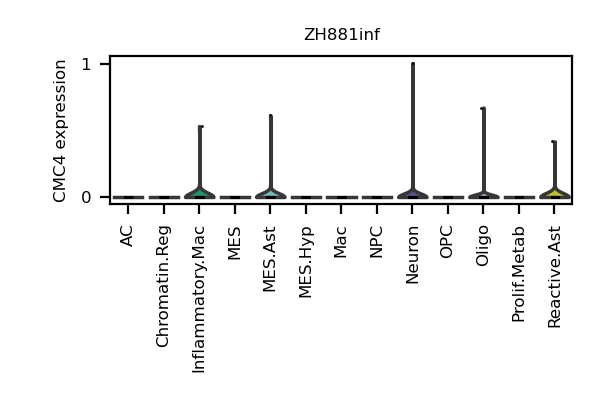 ZH881inf
CMC4 expression
1
0
AC
Chromatin.Reg
Inflammatory.Mac
MES
MES.Ast
MES.Hyp
Mac
NPC
Neuron
OPC
Oligo
Prolif.Metab
Reactive.Ast